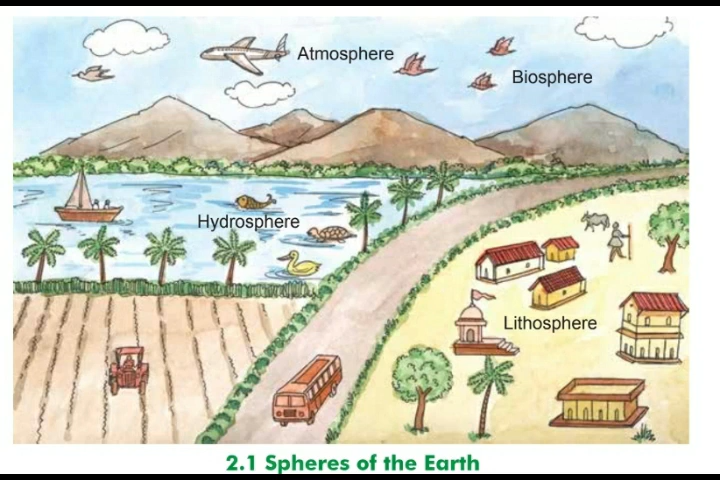 Atmosphere
Biosphere
Hydrosphere
Lithosphere
2.1 Spheres of the Earth